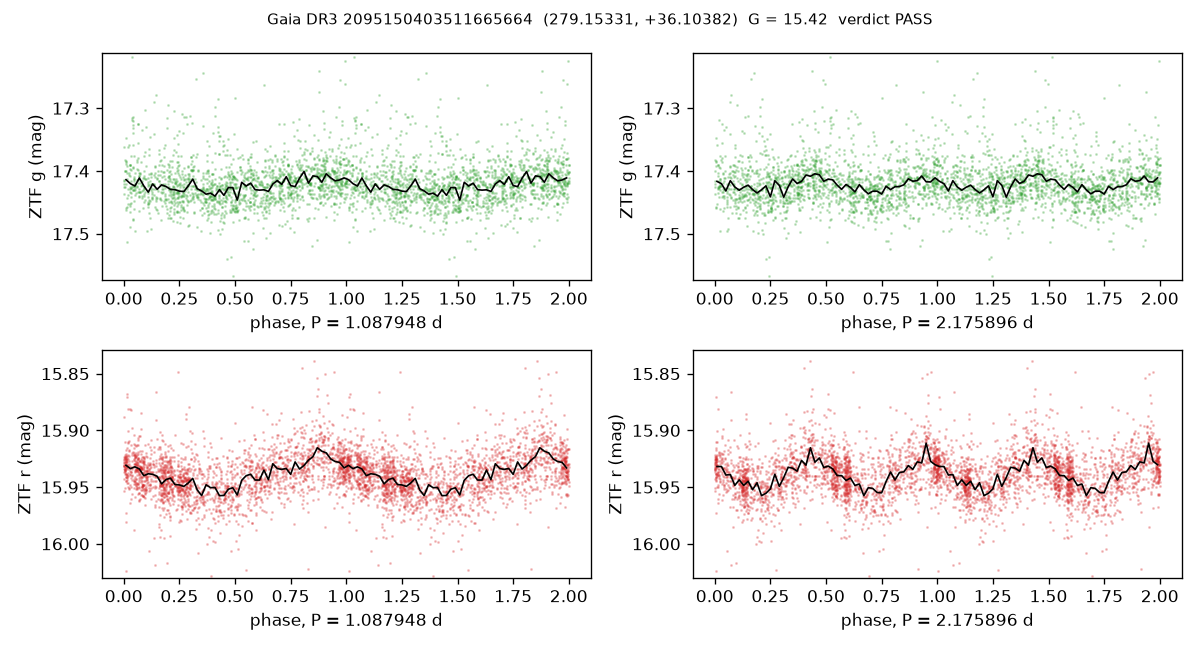 Gaia DR3 2095150403511665664  (279.15331, +36.10382)  G = 15.42  verdict PASS
ZTF g (mag)
17.3
17.4
17.5
0.00 0.25 0.50 0.75 1.00 1.25 1.50 1.75 2.00
phase, P = 1.087948 d
ZTF g (mag)
17.3
17.4
17.5
0.00 0.25 0.50 0.75 1.00 1.25 1.50 1.75 2.00
phase, P = 2.175896 d
ZTF r (mag)
15.85
15.90
15.95
16.00
0.00 0.25 0.50 0.75 1.00 1.25 1.50 1.75 2.00
phase, P = 1.087948 d
ZTF r (mag)
15.85
15.90
15.95
16.00
0.00 0.25 0.50 0.75 1.00 1.25 1.50 1.75 2.00
phase, P = 2.175896 d